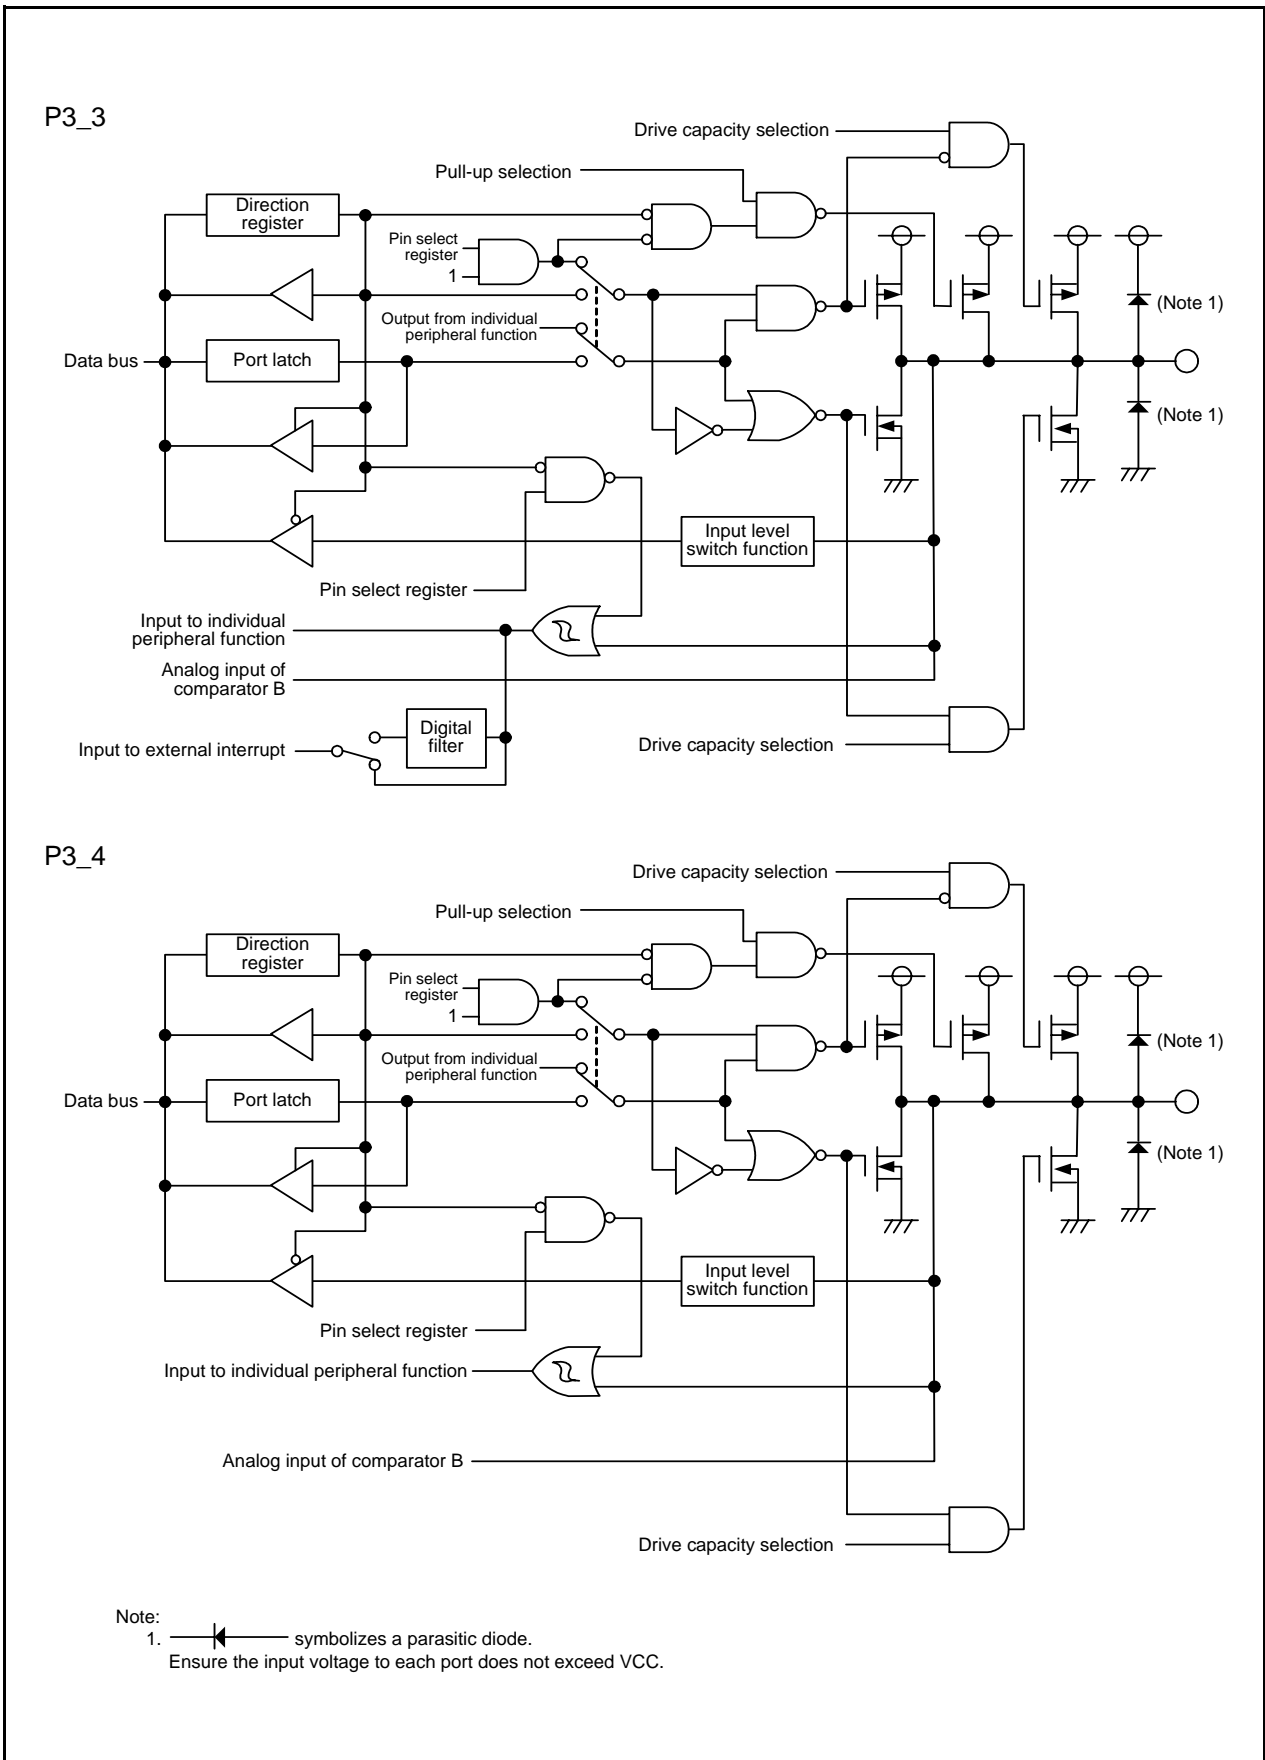 P3_3
Drive capacity selection
Pull-up selection
Direction
register
Pin select
register
1
(Note 1)
Output from individual
peripheral function
Data bus
Port latch
(Note 1)
Input level
switch function
Pin select register
Input to individual
peripheral function
Analog input of
comparator B
Digital
filter
Input to external interrupt
Drive capacity selection
P3_4
Drive capacity selection
Pull-up selection
Direction
register
Pin select
register
1
(Note 1)
Output from individual
peripheral function
Data bus
Port latch
(Note 1)
Input level
switch function
Pin select register
Input to individual peripheral function
Analog input of comparator B
Drive capacity selection
Note:
1. symbolizes a parasitic diode.
Ensure the input voltage to each port does not exceed VCC.